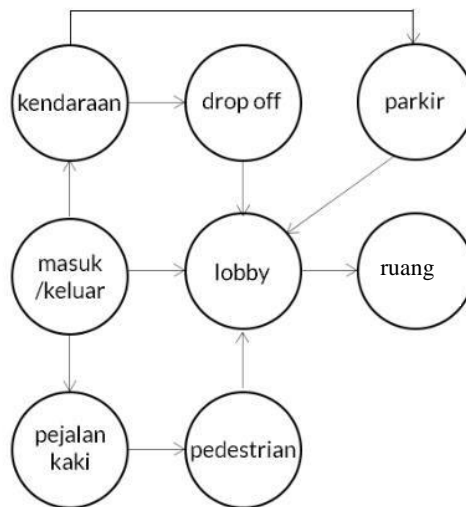 kendaraan
drop off
parkir
masuk
/keluar
lobby
ruang
pejalan
kaki
pedestrian